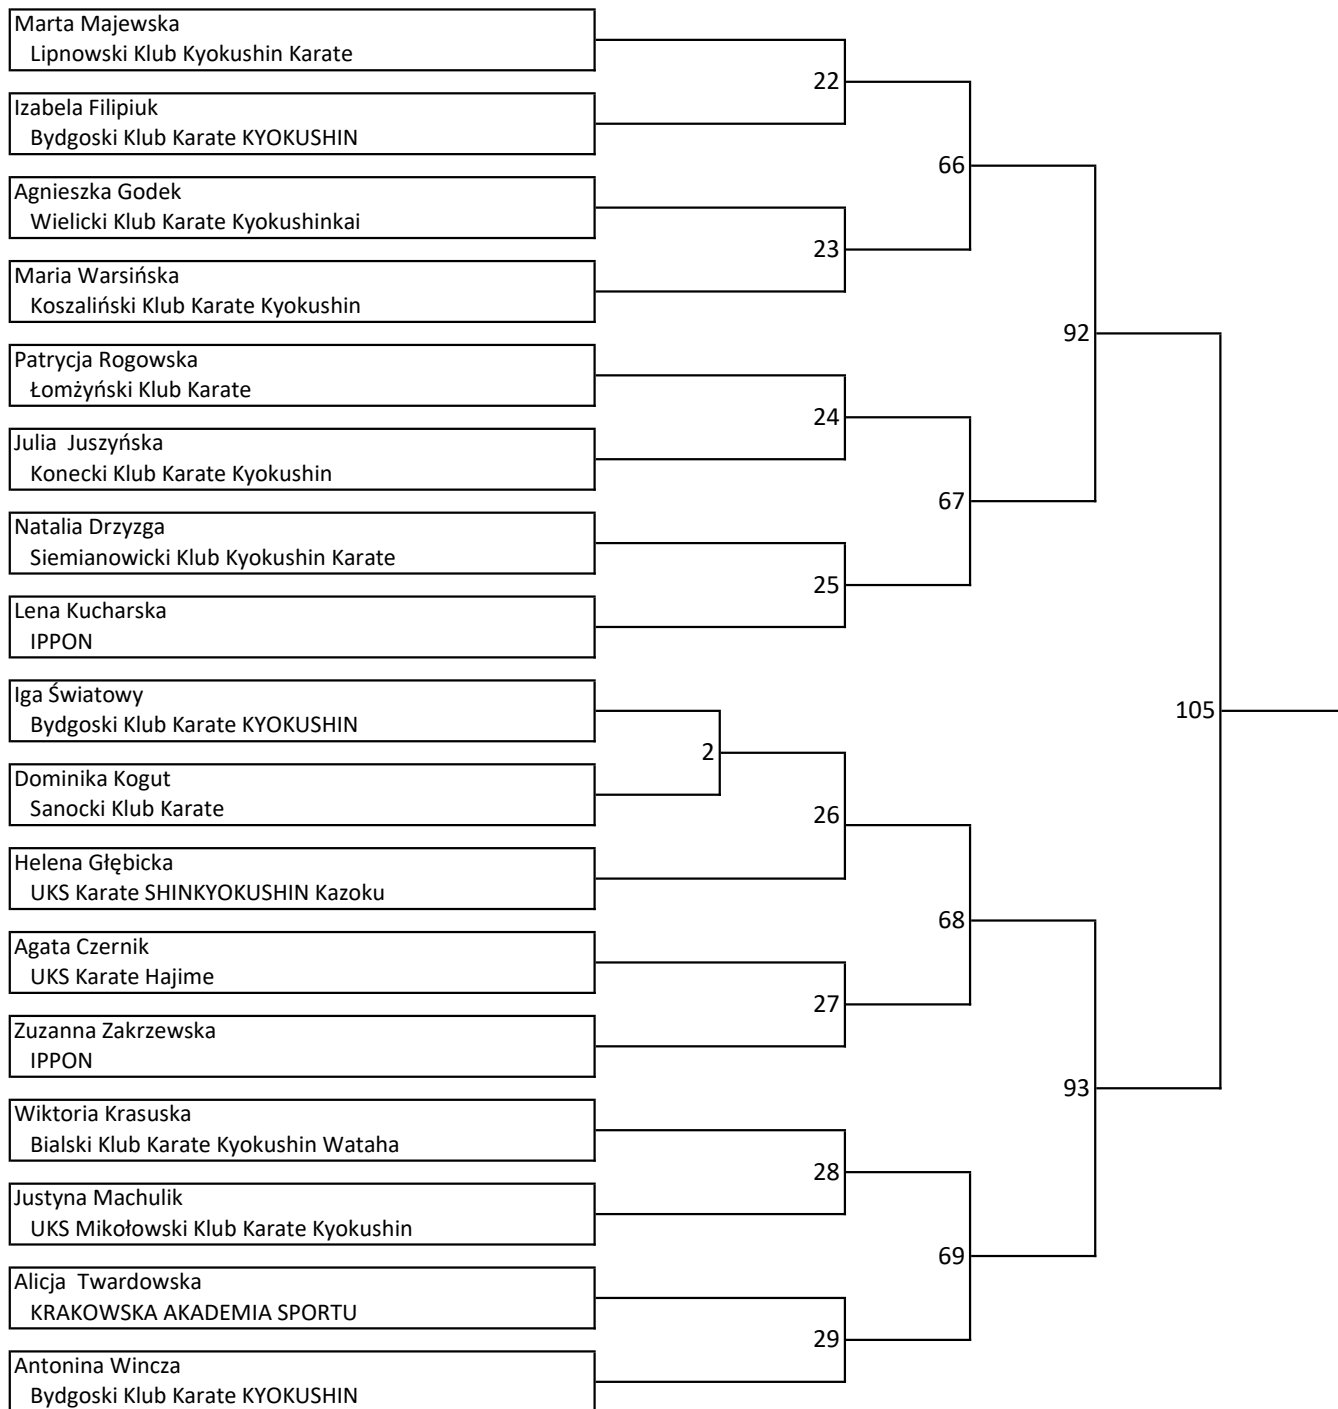 Marta Majewska
Lipnowski Klub Kyokushin Karate
22
Izabela Filipiuk
Bydgoski Klub Karate KYOKUSHIN
66
Agnieszka Godek
Wielicki Klub Karate Kyokushinkai
23
Maria Warsińska
Koszaliński Klub Karate Kyokushin
92
Patrycja Rogowska
Łomżyński Klub Karate
24
Julia  Juszyńska
Konecki Klub Karate Kyokushin
67
Natalia Drzyzga
Siemianowicki Klub Kyokushin Karate
25
Lena Kucharska
IPPON
Iga Światowy
Bydgoski Klub Karate KYOKUSHIN
105
2
Dominika Kogut
Sanocki Klub Karate
26
Helena Głębicka
UKS Karate SHINKYOKUSHIN Kazoku
68
Agata Czernik
UKS Karate Hajime
27
Zuzanna Zakrzewska
IPPON
93
Wiktoria Krasuska
Bialski Klub Karate Kyokushin Wataha
28
Justyna Machulik
UKS Mikołowski Klub Karate Kyokushin
69
Alicja  Twardowska
KRAKOWSKA AKADEMIA SPORTU
29
Antonina Wincza
Bydgoski Klub Karate KYOKUSHIN